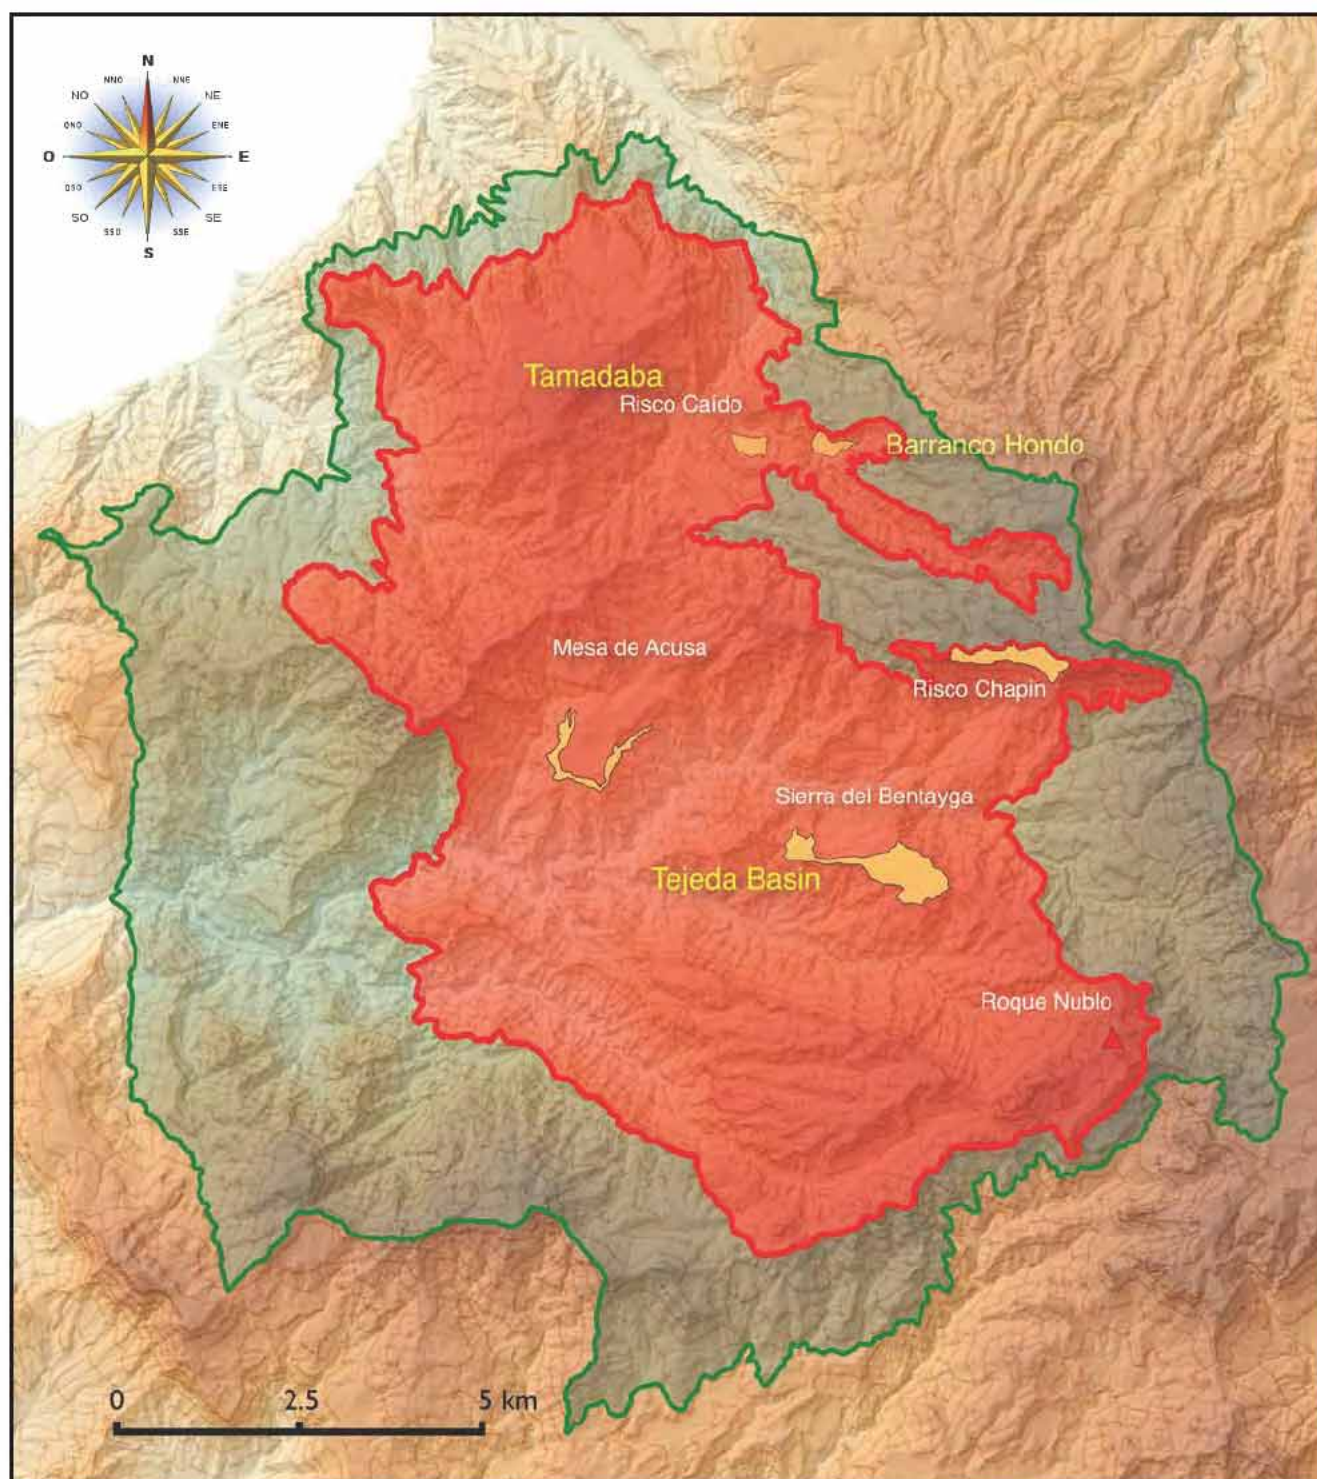 N
NNO
NNE
NO
NE
ONO
ENE
O
E
OSO
ESE
SO
SE
SSO
SSE
S
Tamadaba
Risco Caído
Barranco Hondo
Mesa de Acusa
Risco Chapin
Sierra del Bentayga
Tejeda Basin
Roque Nublo
0 2.5 5 km